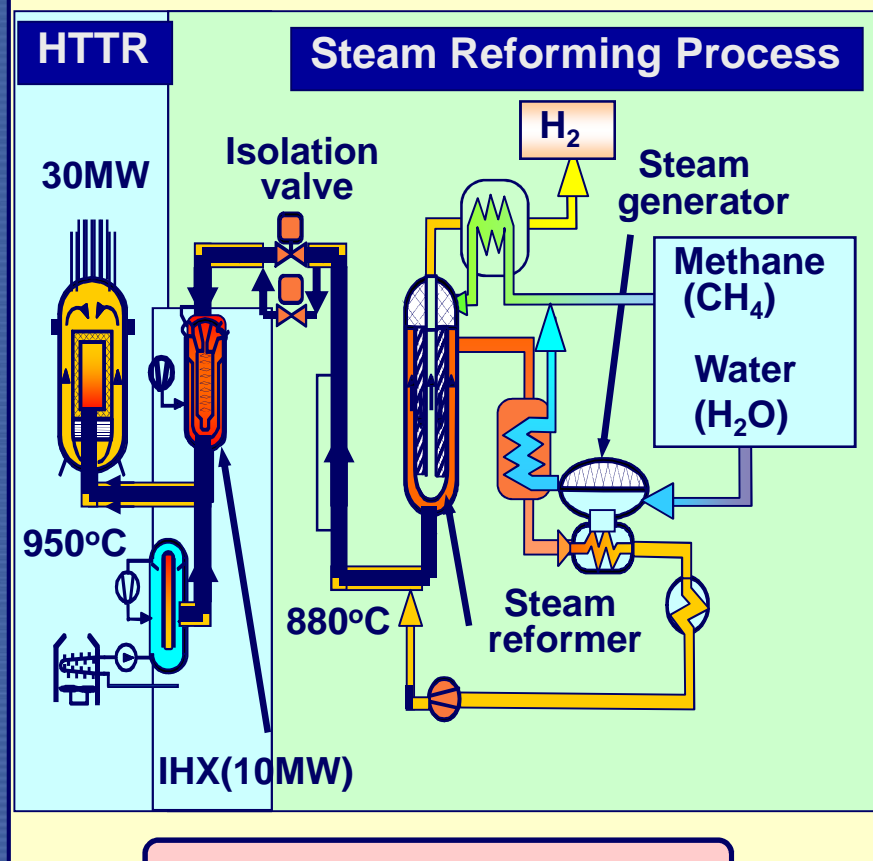 HTTR
Steam Reforming Process
H₂
Isolation
valve
Steam
generator
30MW
Methane
(CH₄)
Water
(H₂O)
950°C
880°C
Steam
reformer
IHX(10MW)